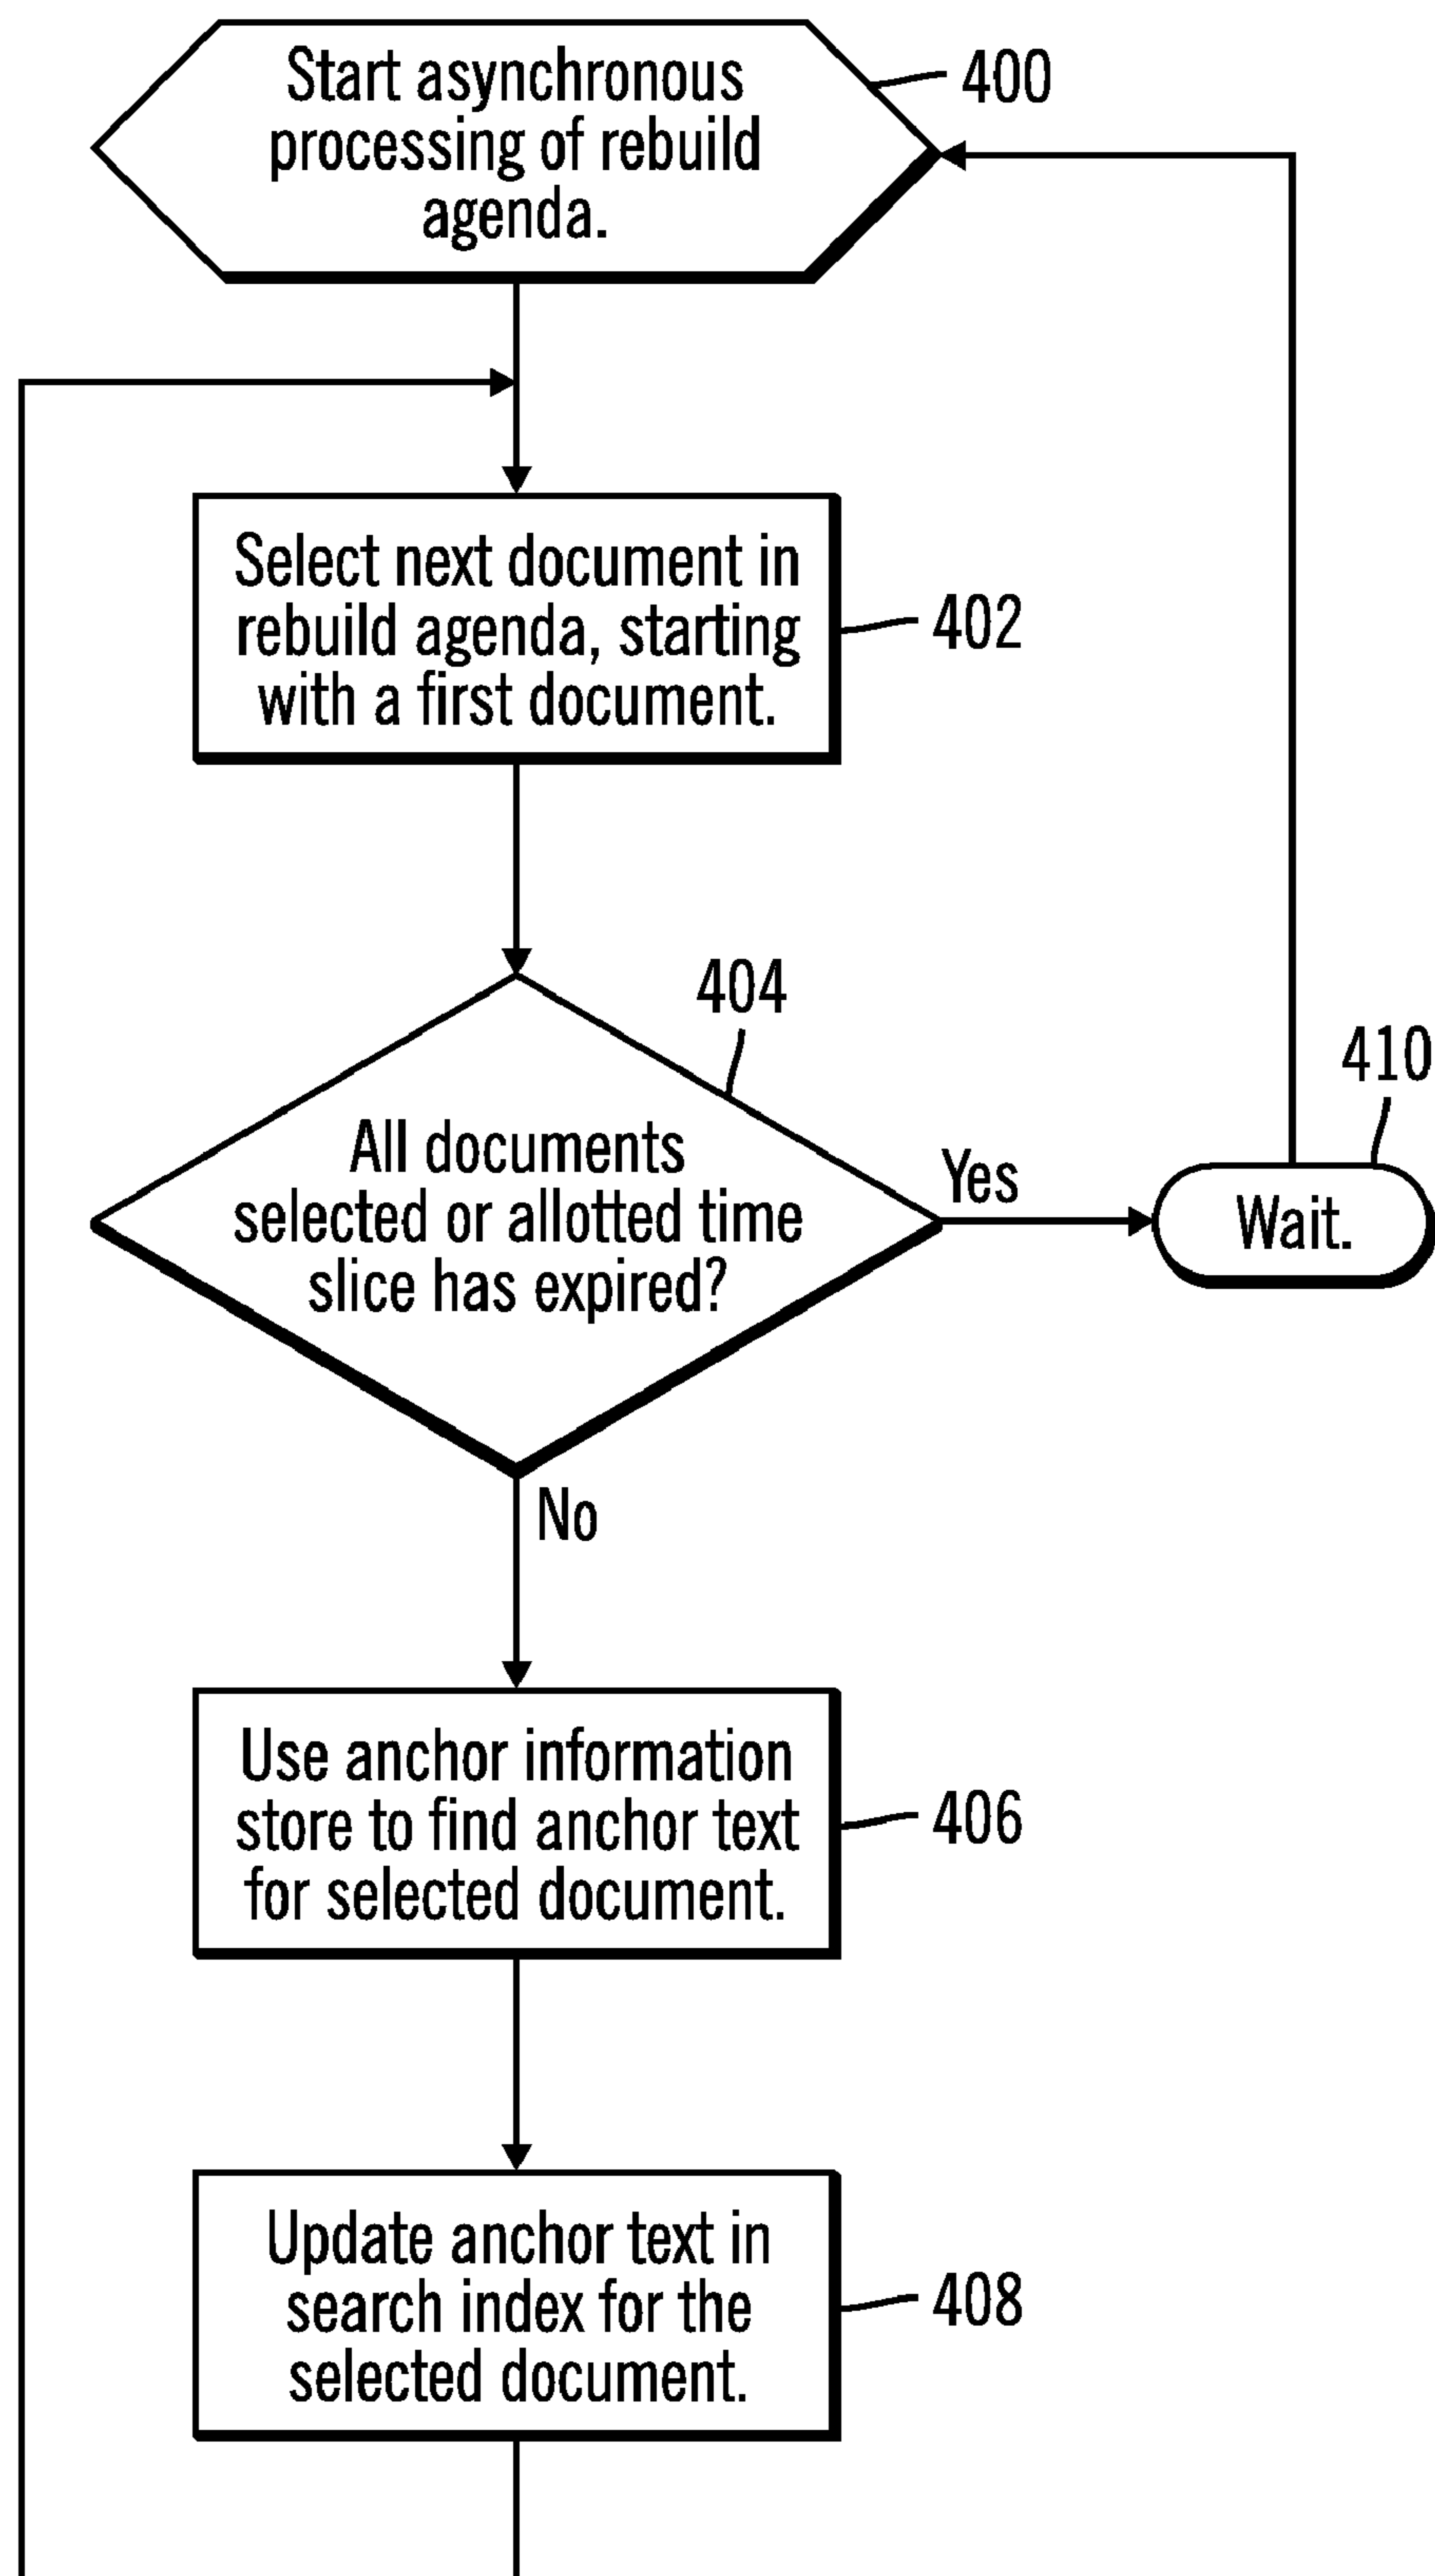 Start asynchronous
processing of rebuild
agenda.
400
Select next document in
rebuild agenda, starting
with a first document.
402
404
All documents
selected or allotted time
slice has expired?
Yes
410
Wait.
No
Use anchor information
store to find anchor text
for selected document.
406
Update anchor text in
search index for the
selected document.
408